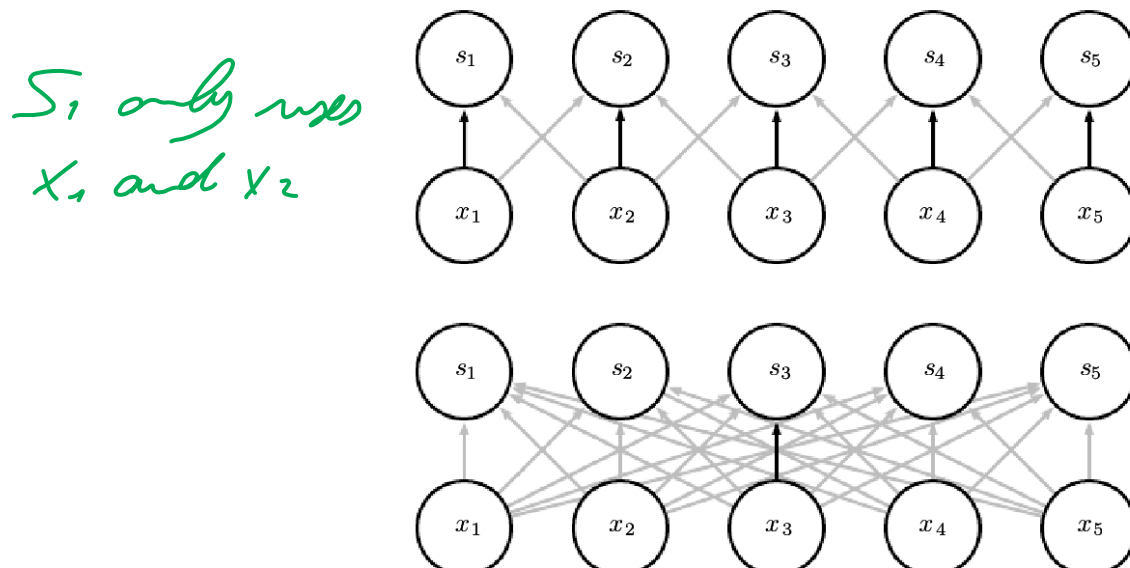 S₁ only uses
x₁ and x₂
s₁ s₂ s₃ s₄ s₅
x₁ x₂ x₃ x₄ x₅
s₁ s₂ s₃ s₄ s₅
x₁ x₂ x₃ x₄ x₅